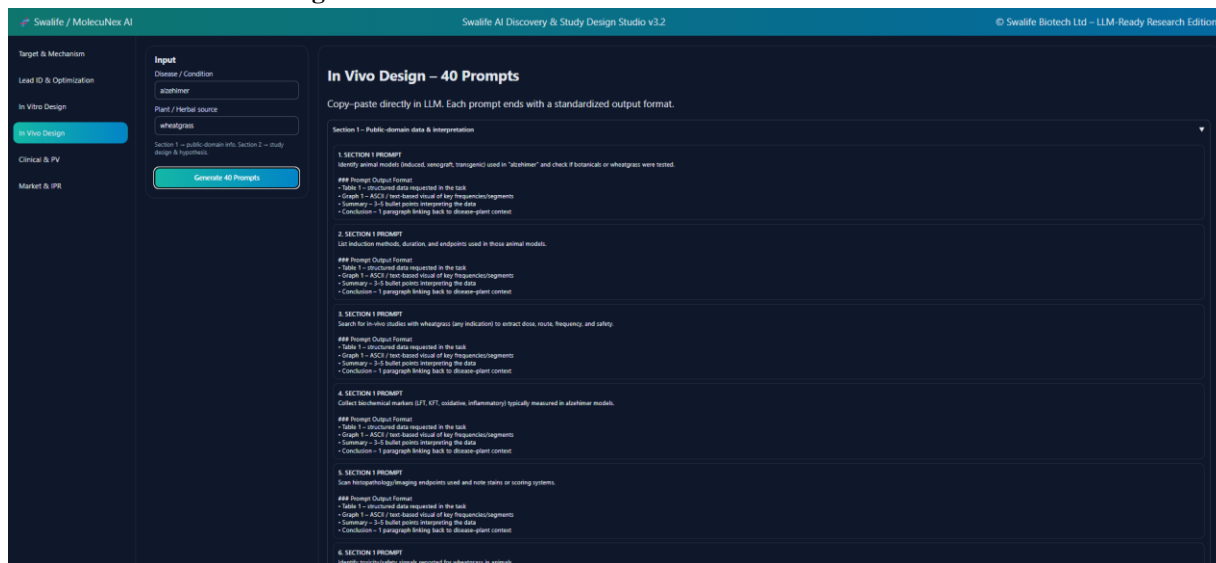 Swalife / MolecuNex AI
Swalife AI Discovery & Study Design Studio v3.2
© Swalife Biotech Ltd – LLM-Ready Research Edition
Target & Mechanism
Lead ID & Optimization
In Vitro Design
In Vivo Design
Clinical & PV
Market & IPR
Input
Disease / Condition
alzehimer
Plant / Herbal source
wheatgrass
Section 1 → public-domain info. Section 2 → study
design & hypothesis.
Generate 40 Prompts
In Vivo Design – 40 Prompts
Copy–paste directly in LLM. Each prompt ends with a standardized output format.
Section 1 – Public-domain data & interpretation
1. SECTION 1 PROMPT
Identify animal models (induced, xenograft, transgenic) used in "alzehimer" and check if botanicals or wheatgrass were tested.
### Prompt Output Format
• Table 1 – structured data requested in the task
• Graph 1 – ASCII / text-based visual of key frequencies/segments
• Summary – 3–5 bullet points interpreting the data
• Conclusion – 1 paragraph linking back to disease–plant context
2. SECTION 1 PROMPT
List induction methods, duration, and endpoints used in those animal models.
### Prompt Output Format
• Table 1 – structured data requested in the task
• Graph 1 – ASCII / text-based visual of key frequencies/segments
• Summary – 3–5 bullet points interpreting the data
• Conclusion – 1 paragraph linking back to disease–plant context
3. SECTION 1 PROMPT
Search for in-vivo studies with wheatgrass (any indication) to extract dose, route, frequency, and safety.
### Prompt Output Format
• Table 1 – structured data requested in the task
• Graph 1 – ASCII / text-based visual of key frequencies/segments
• Summary – 3–5 bullet points interpreting the data
• Conclusion – 1 paragraph linking back to disease–plant context
4. SECTION 1 PROMPT
Collect biochemical markers (LFT, KFT, oxidative, inflammatory) typically measured in alzehimer models.
### Prompt Output Format
• Table 1 – structured data requested in the task
• Graph 1 – ASCII / text-based visual of key frequencies/segments
• Summary – 3–5 bullet points interpreting the data
• Conclusion – 1 paragraph linking back to disease–plant context
5. SECTION 1 PROMPT
Scan histopathology/imaging endpoints used and note stains or scoring systems.
### Prompt Output Format
• Table 1 – structured data requested in the task
• Graph 1 – ASCII / text-based visual of key frequencies/segments
• Summary – 3–5 bullet points interpreting the data
• Conclusion – 1 paragraph linking back to disease–plant context
6. SECTION 1 PROMPT
Identify toxicity/safety signals reported for wheatgrass in animals.